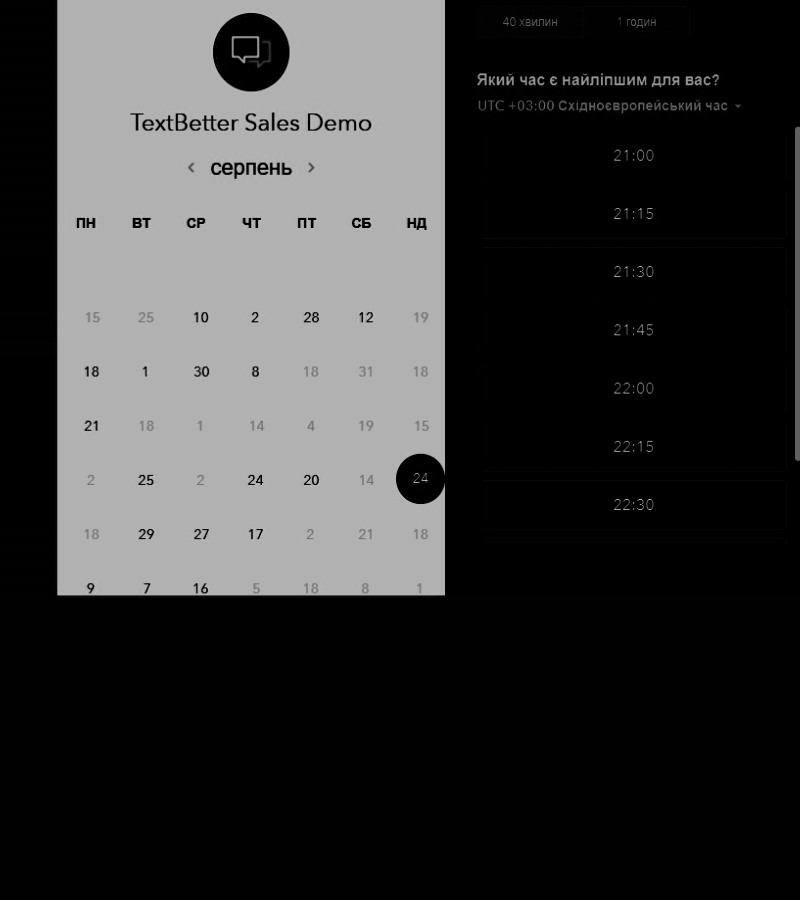 TextBetter Sales Demo
серпень
ПН ВТ СР ЧТ ПТ СБ НД
15 25 10 2 28 12 19
18 1 30 8 18 31 18
21 18 1 14 4 19 15
2 25 2 24 20 14 24
18 29 27 17 2 21 18
9 7 16 5 18 8 1
40 хвилин 1 годин
Який час є найліпшим для вас?
UTC +03:00 Східноєвропейський час
21:00
21:15
21:30
21:45
22:00
22:15
22:30